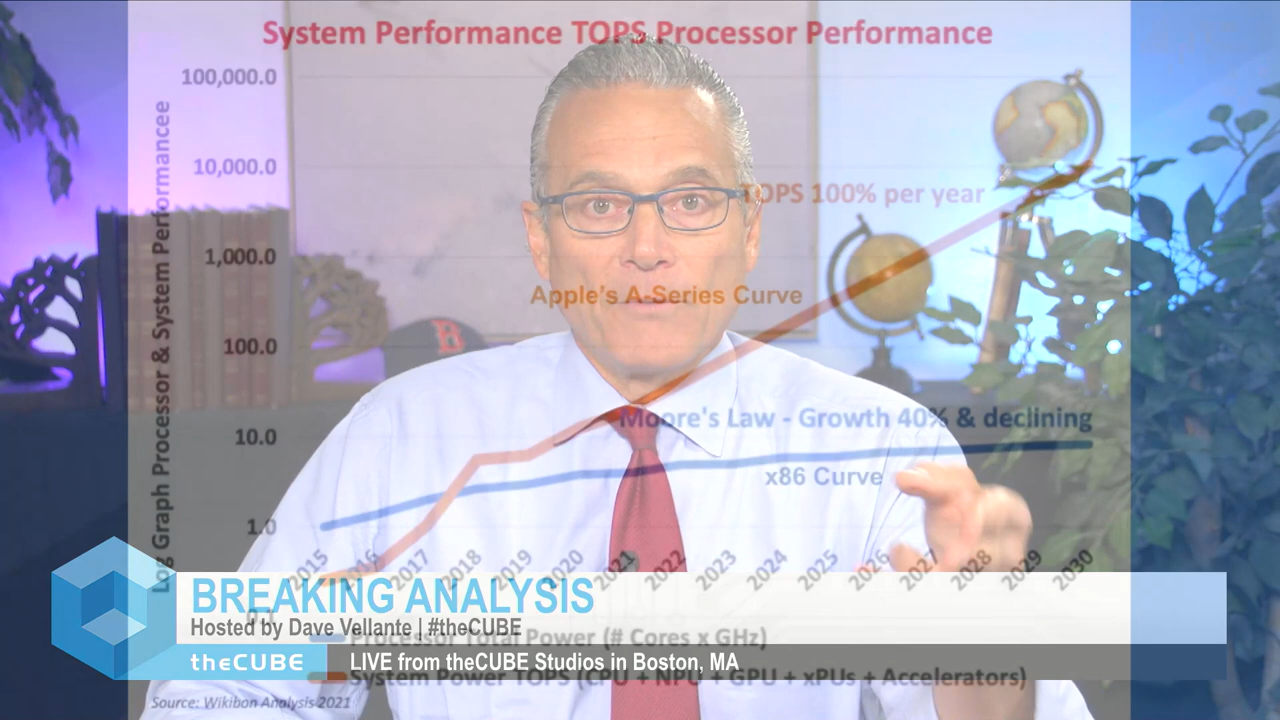 System Performance TOPS Processor Performance
Log Graph Processor & System Performancee
100,000.0
10,000.0
1,000.0
100.0
10.0
1.0
0.1
TOPS 100% per year
Apple's A-Series Curve
Moore's Law - Growth 40% & declining
x86 Curve
B
2015 2016 2017 2018 2019 2020 2021 2022 2023 2024 2025 2026 2027 2028 2029 2030
BREAKING ANALYSIS
Hosted by Dave Vellante | #theCUBE
Processor Total Power (# Cores x GHz)
theCUBE
LIVE from theCUBE Studios in Boston, MA
System Power TOPS (CPU + NPU + GPU + xPUs + Accelerators)
Source: Wikibon Analysis 2021